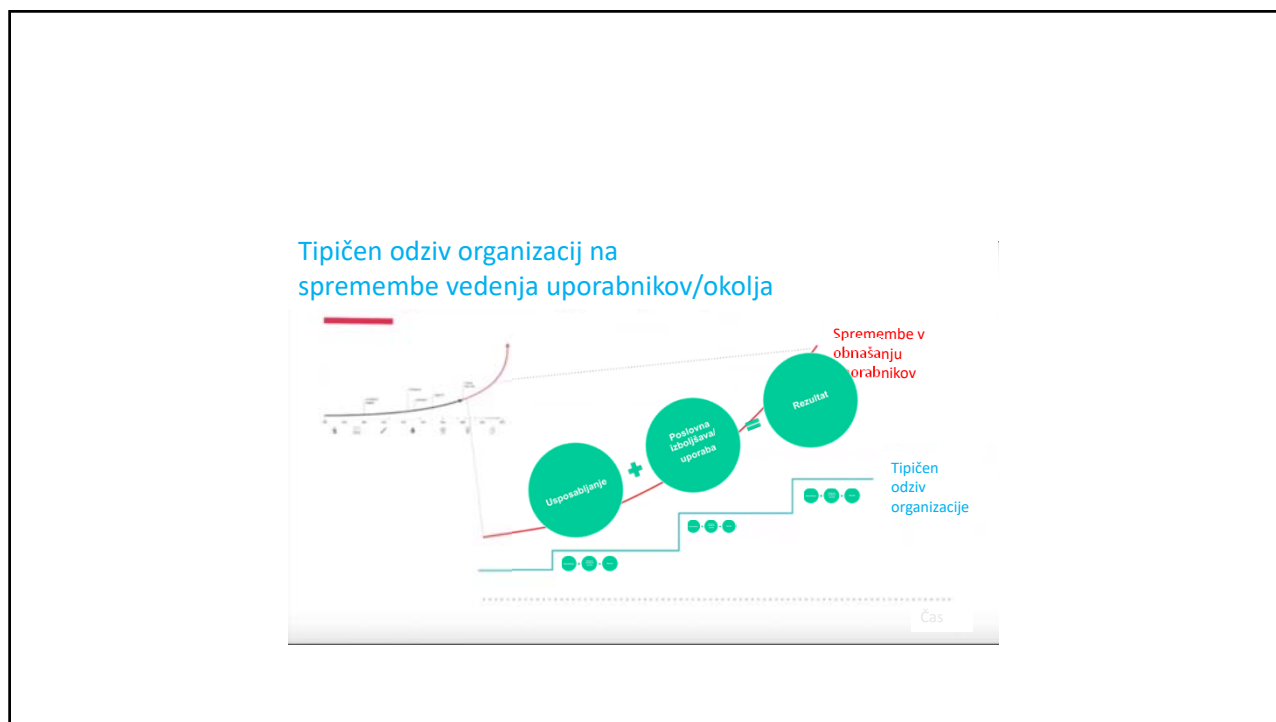 Tipičen odziv organizacij na
spremembe vedenja uporabnikov/okolja
Spremembe v
obnašanju
uporabnikov
Rezultat
Poslovna
izboljšava/
uporaba
Usposabljanje
Tipičen
odziv
organizacije
Čas